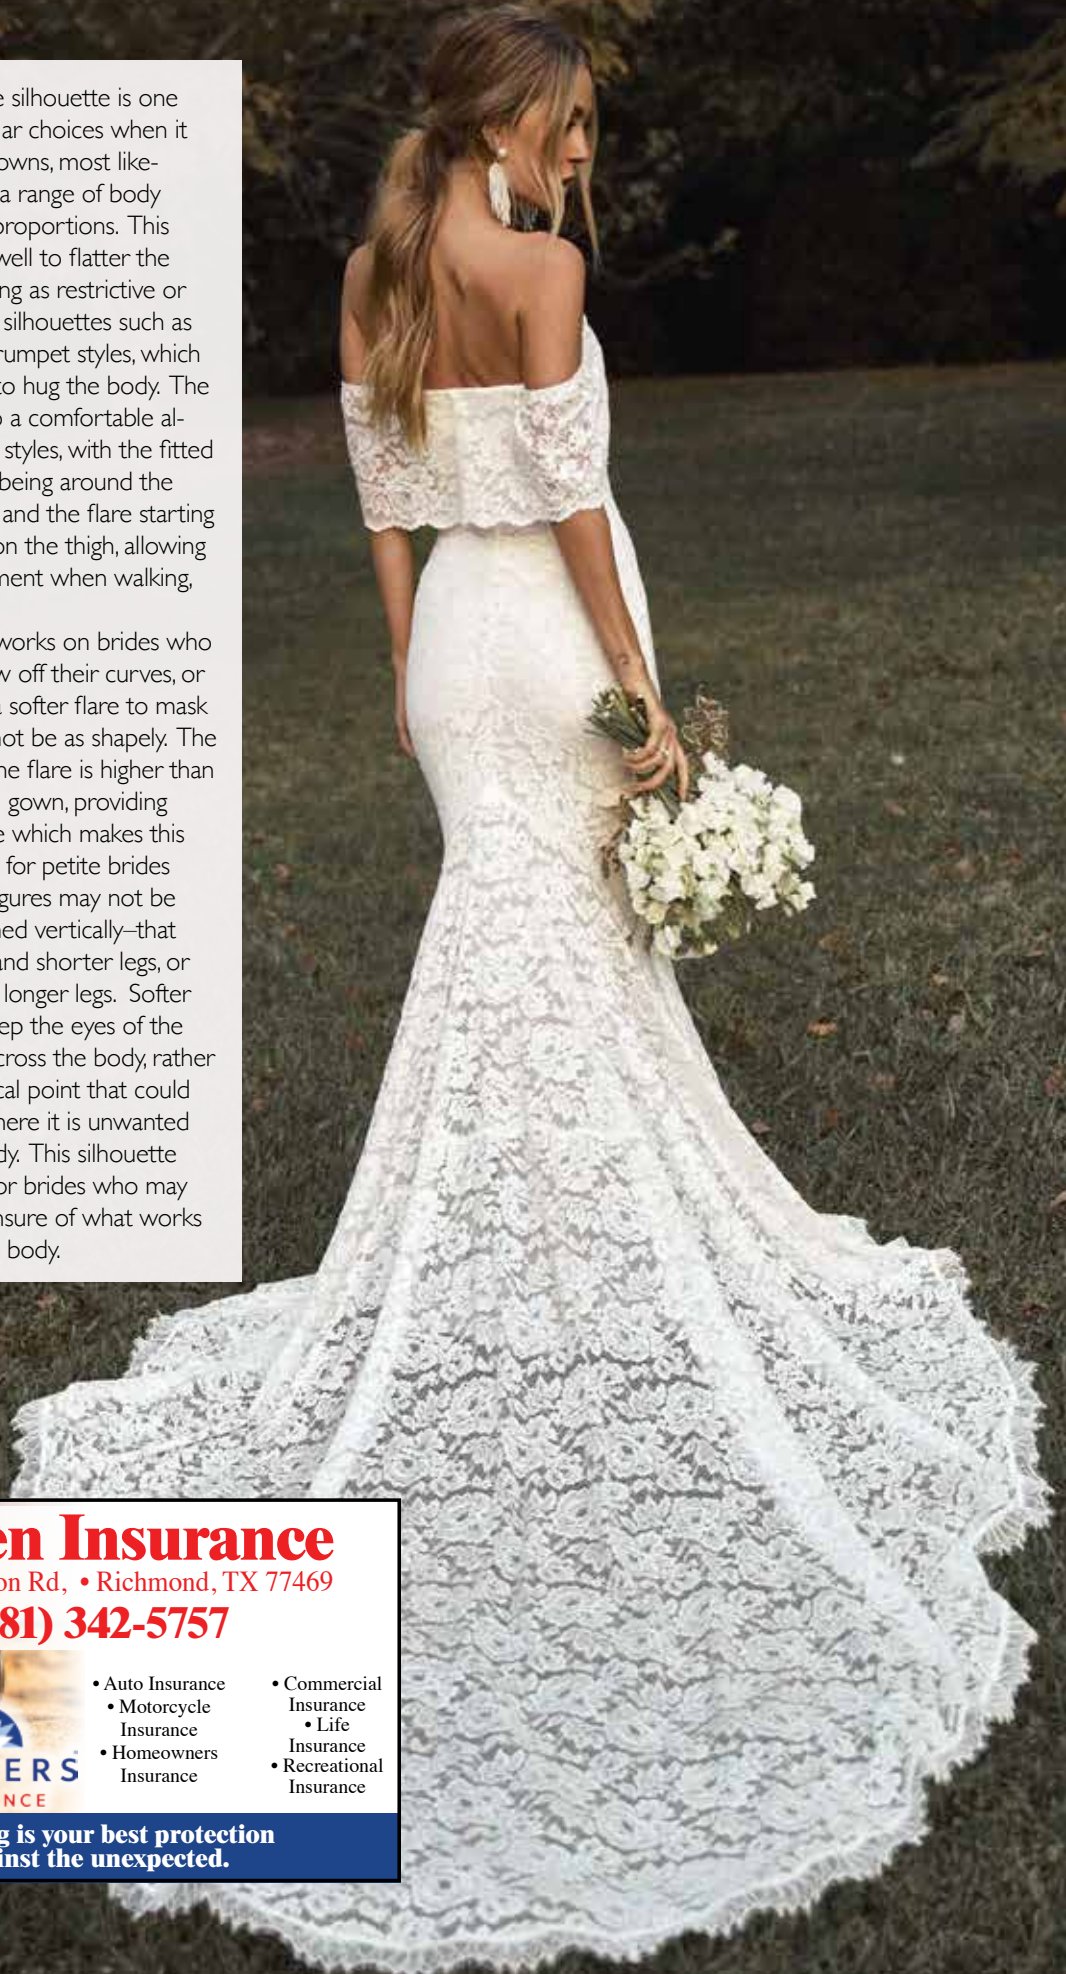 e silhouette is one
ar choices when it
owns, most like-
a range of body
proportions. This
well to flatter the
ng as restrictive or
silhouettes such as
rumpet styles, which
to hug the body. The
o a comfortable al-
styles, with the fitted
being around the
and the flare starting
on the thigh, allowing
ment when walking,
works on brides who
w off their curves, or
a softer flare to mask
not be as shapely. The
he flare is higher than
gown, providing
e which makes this
for petite brides
gures may not be
ned vertically–that
and shorter legs, or
longer legs. Softer
ep the eyes of the
cross the body, rather
cal point that could
here it is unwanted
dy. This silhouette
or brides who may
nsure of what works
body.
en Insurance
on Rd, • Richmond, TX 77469
81) 342-5757
• Auto Insurance
• Motorcycle
Insurance
• Homeowners
Insurance
• Commercial
Insurance
• Life
Insurance
• Recreational
Insurance
ERS
NCE
g is your best protection
inst the unexpected.